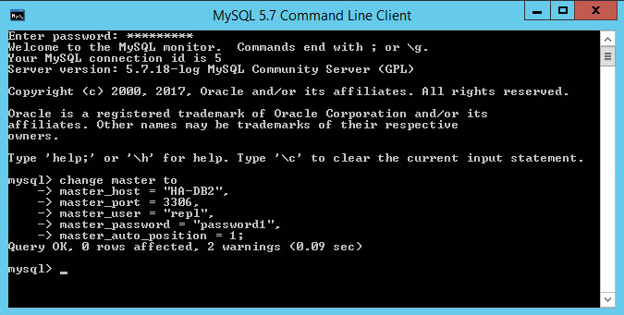 MySQL 5.7 Command Line Client
Enter password: *********
Welcome to the MySQL monitor.  Commands end with ; or \g.
Your MySQL connection id is 5
Server version: 5.7.18-log MySQL Community Server (GPL)
Copyright (c) 2000, 2017, Oracle and/or its affiliates. All rights reserved.
Oracle is a registered trademark of Oracle Corporation and/or its
affiliates. Other names may be trademarks of their respective
owners.
Type 'help;' or '\h' for help. Type '\c' to clear the current input statement.
mysql> change master to
    -> master_host = "HA-DB2",
    -> master_port = 3306,
    -> master_user = "repl",
    -> master_password = "password1",
    -> master_auto_position = 1;
Query OK, 0 rows affected, 2 warnings (0.09 sec)
mysql> _